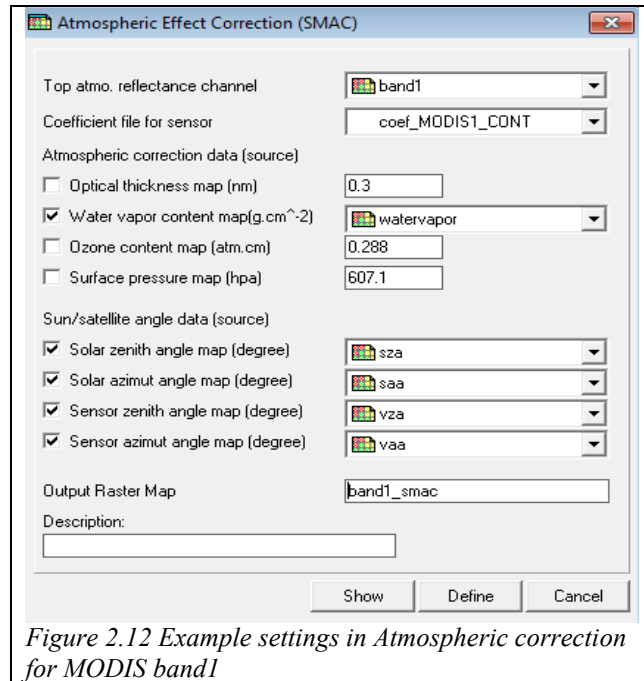 Atmospheric Effect Correction (SMAC)
Top atmo. reflectance channel band1
Coefficient file for sensor coef_MODIS1_CONT
Atmospheric correction data (source)
Optical thickness map (nm) 0.3
Water vapor content map(g.cm^-2) watervapor
Ozone content map (atm.cm) 0.288
Surface pressure map (hpa) 607.1
Sun/satellite angle data (source)
Solar zenith angle map (degree) sza
Solar azimut angle map (degree) saa
Sensor zenith angle map (degree) vza
Sensor azimut angle map (degree) vaa
Output Raster Map band1_smac
Description:
Show Define Cancel
Figure 2.12 Example settings in Atmospheric correction
for MODIS band1